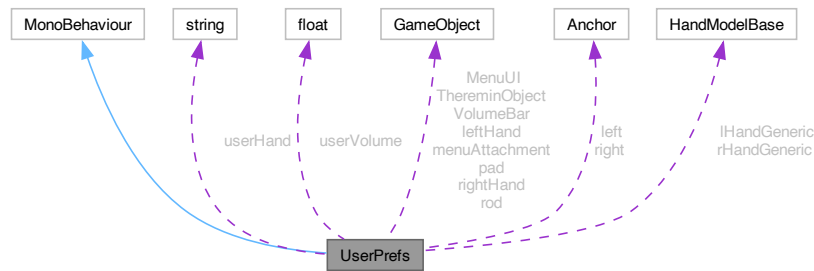 MonoBehaviour
string
float
GameObject
Anchor
HandModelBase
userHand
userVolume
MenuUI
ThereminObject
VolumeBar
leftHand
menuAttachment
pad
rightHand
rod
left
right
lHandGeneric
rHandGeneric
UserPrefs